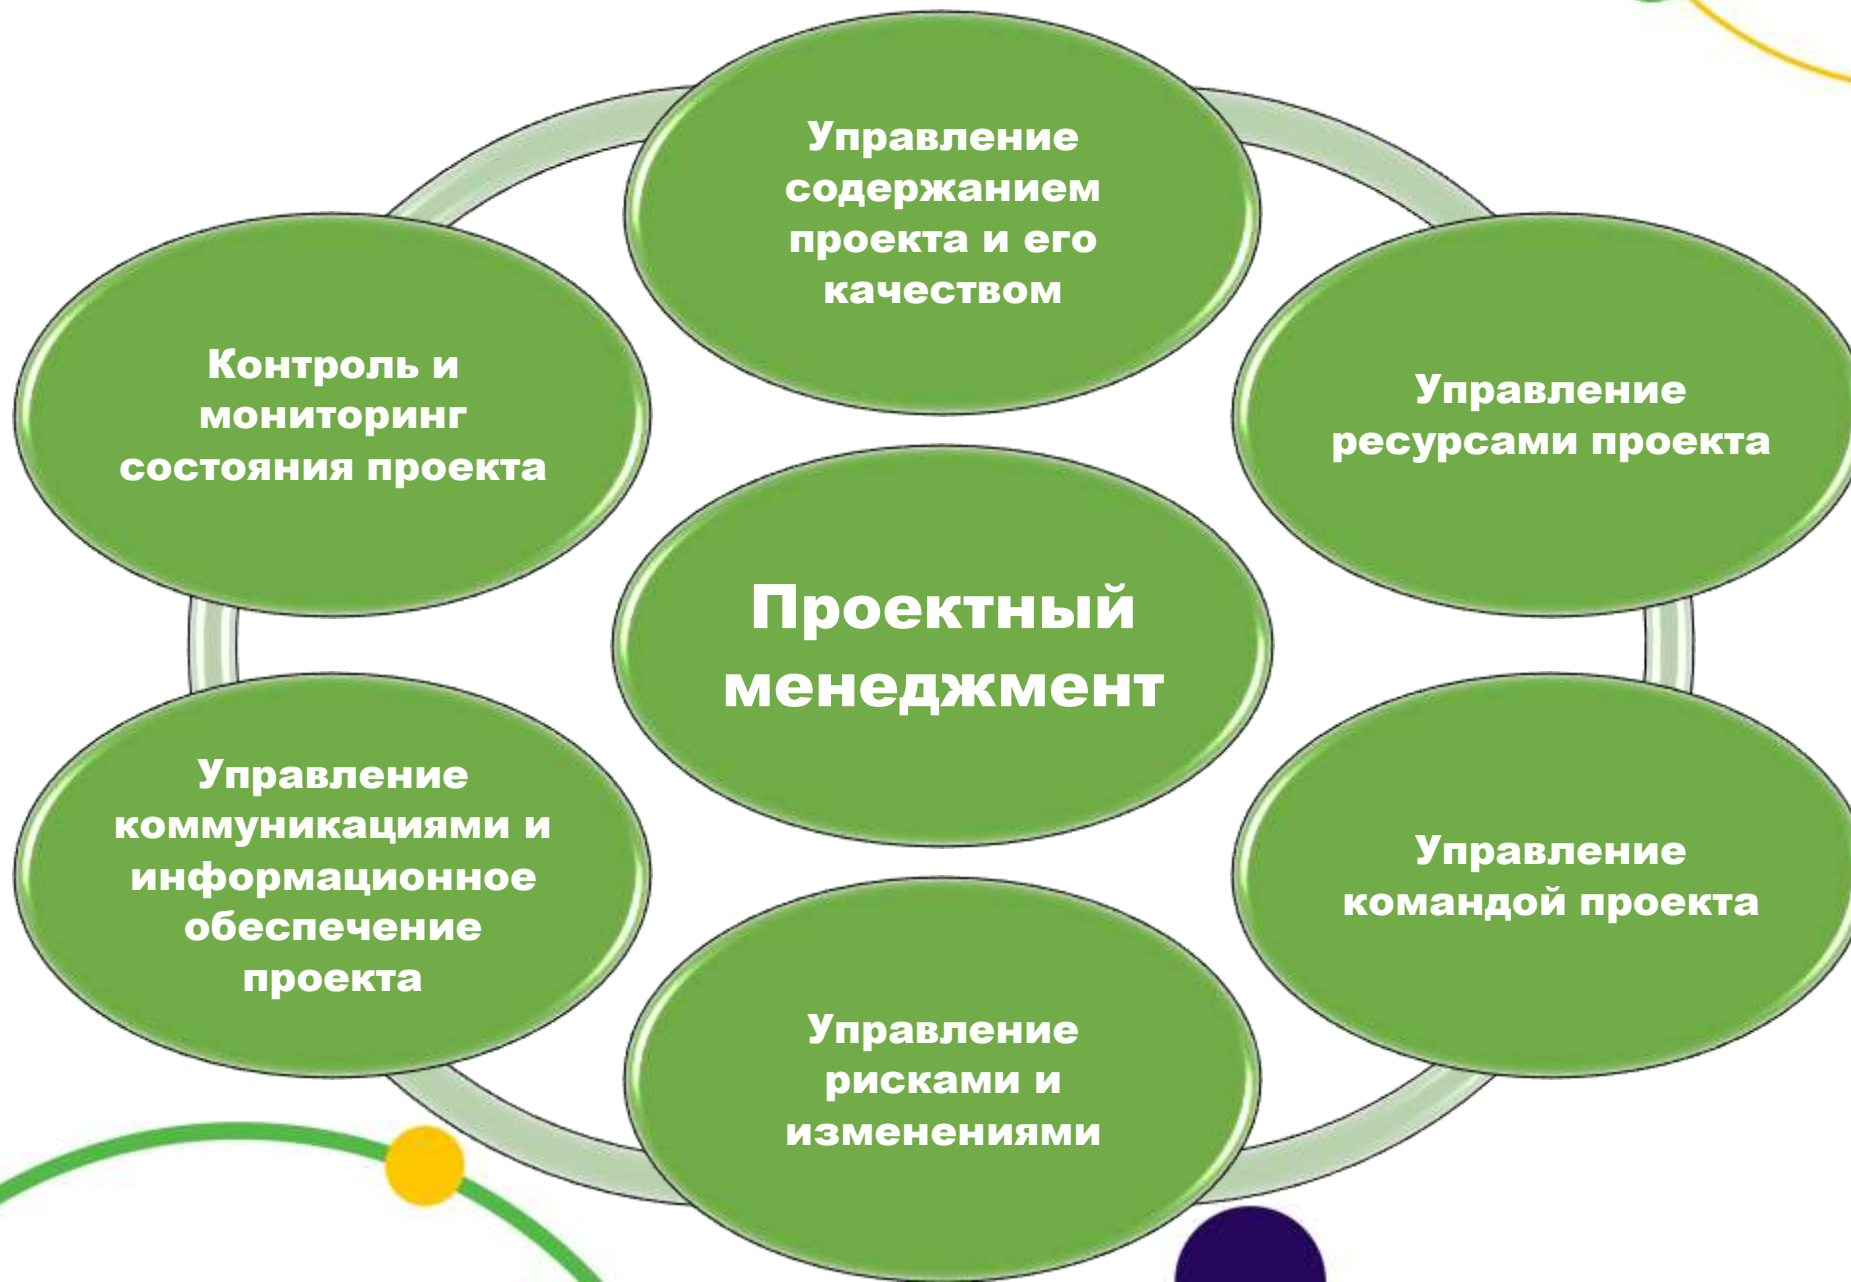 Управление
содержанием
проекта и его
качеством
Управление
ресурсами проекта
Управление
командой проекта
Управление
рисками и
изменениями
Управление
коммуникациями и
информационное
обеспечение
проекта
Контроль и
мониторинг
состояния проекта
Проектный
менеджмент